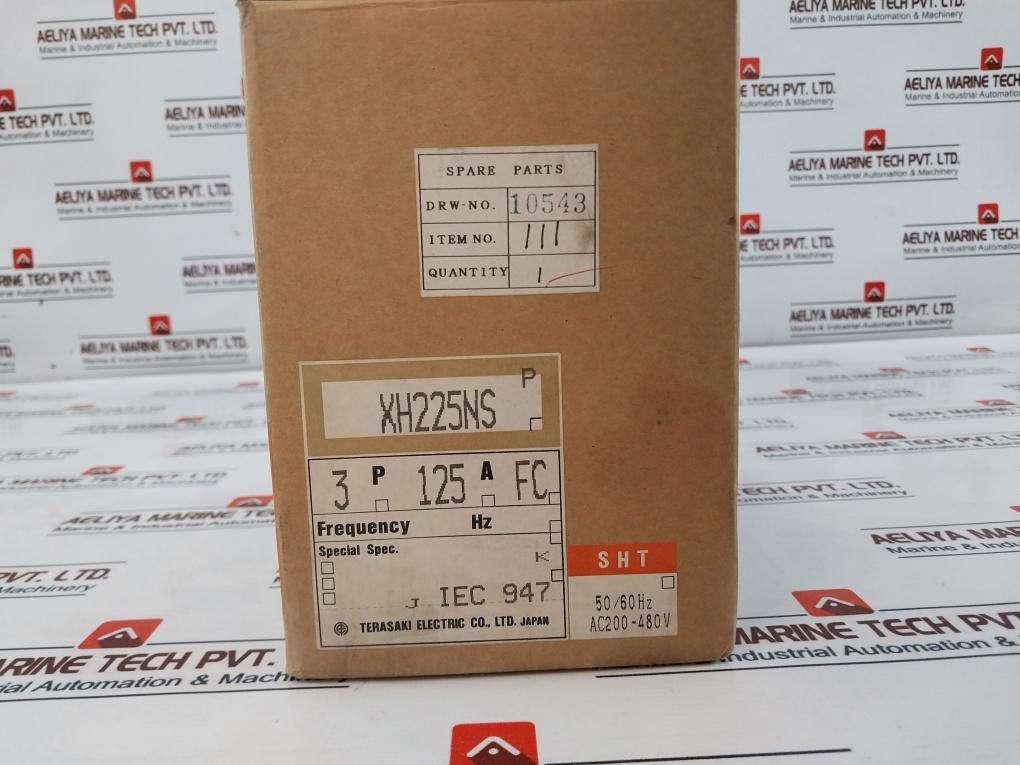 SPARE PARTS
DRW-NO. 10543
ITEM NO. 111
QUANTITY 1
P
XH225NS
3 P 125 A FC
Frequency Hz
Special Spec.
K
J IEC 947
TERASAKI ELECTRIC CO., LTD. JAPAN
SHT
50/60Hz
AC200-480V
AELIYA MARINE TECH PVT. LTD.
Marine & Industrial Automation & Machinery